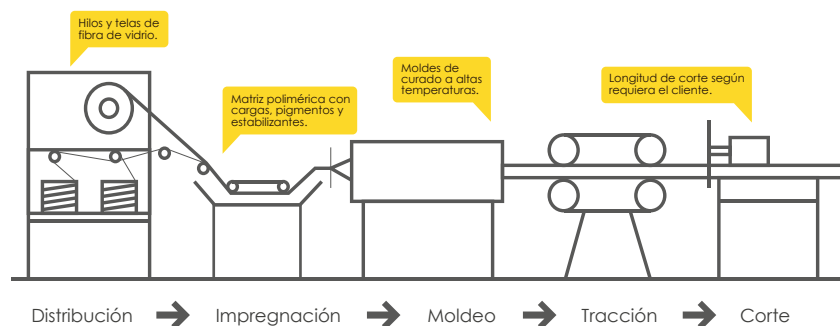 Hilos y telas de
fibra de vidrio.
Matriz polimérica con
cargas, pigmentos y
estabilizantes.
Moldes de
curado a altas
temperaturas.
Longitud de corte según
requiera el cliente.
Distribución → Impregnación → Moldeo → Tracción → Corte